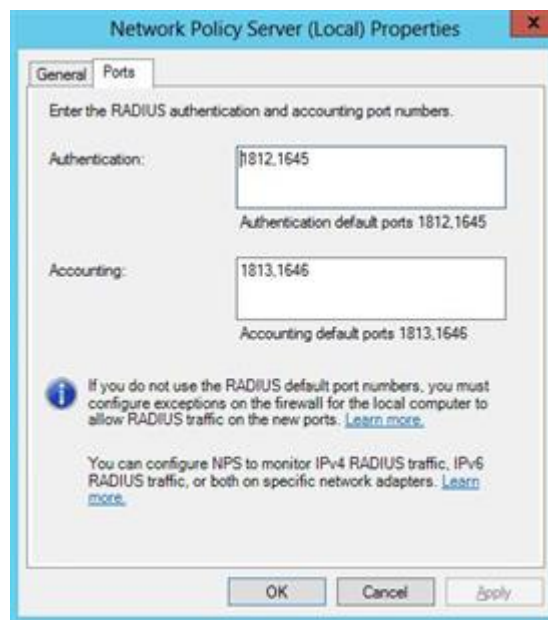 Network Policy Server (Local) Properties
x
General Ports
Enter the RADIUS authentication and accounting port numbers.
Authentication:
1812,1645
Authentication default ports 1812,1645
Accounting:
1813,1646
Accounting default ports 1813,1646
If you do not use the RADIUS default port numbers, you must
configure exceptions on the firewall for the local computer to
allow RADIUS traffic on the new ports. Learn more.
You can configure NPS to monitor IPv4 RADIUS traffic, IPv6
RADIUS traffic, or both on specific network adapters. Learn
more.
OK Cancel Apply